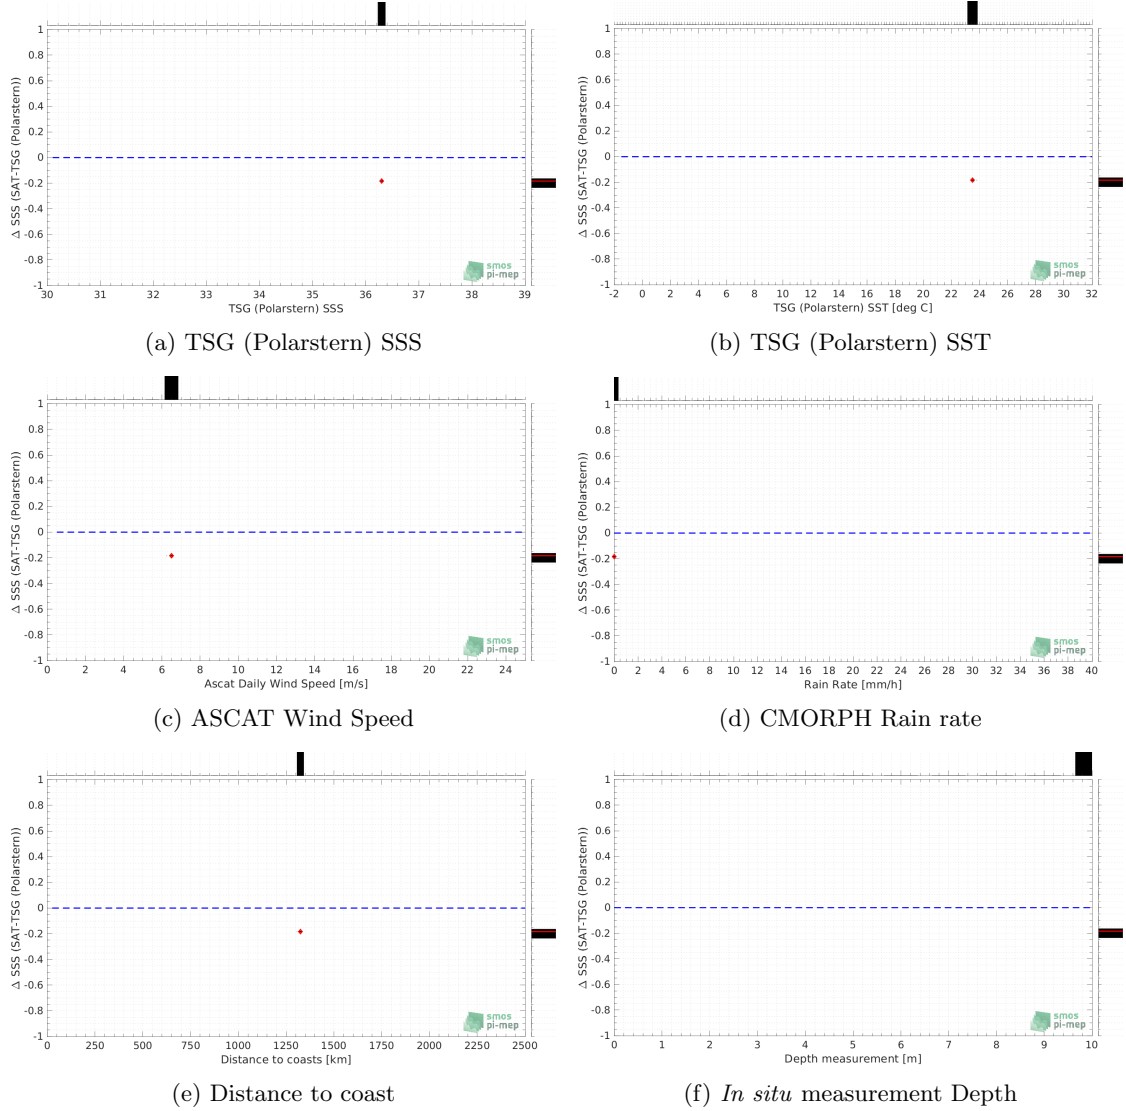 1
0.8
0.6
0.4
0.2
0
-0.2
-0.4
-0.6
-0.8
-1
Δ SSS (SAT-TSG (Polarstern))
smos
pi-mep
30 31 32 33 34 35 36 37 38 39
TSG (Polarstern) SSS
(a) TSG (Polarstern) SSS
1
0.8
0.6
0.4
0.2
0
-0.2
-0.4
-0.6
-0.8
-1
Δ SSS (SAT-TSG (Polarstern))
smos
pi-mep
-2 0 2 4 6 8 10 12 14 16 18 20 22 24 26 28 30 32
TSG (Polarstern) SST [deg C]
(b) TSG (Polarstern) SST
1
0.8
0.6
0.4
0.2
0
-0.2
-0.4
-0.6
-0.8
-1
Δ SSS (SAT-TSG (Polarstern))
smos
pi-mep
0 2 4 6 8 10 12 14 16 18 20 22 24
Ascat Daily Wind Speed [m/s]
(c) ASCAT Wind Speed
1
0.8
0.6
0.4
0.2
0
-0.2
-0.4
-0.6
-0.8
-1
Δ SSS (SAT-TSG (Polarstern))
smos
pi-mep
0 2 4 6 8 10 12 14 16 18 20 22 24 26 28 30 32 34 36 38 40
Rain Rate [mm/h]
(d) CMORPH Rain rate
1
0.8
0.6
0.4
0.2
0
-0.2
-0.4
-0.6
-0.8
-1
Δ SSS (SAT-TSG (Polarstern))
smos
pi-mep
0 250 500 750 1000 1250 1500 1750 2000 2250 2500
Distance to coasts [km]
(e) Distance to coast
1
0.8
0.6
0.4
0.2
0
-0.2
-0.4
-0.6
-0.8
-1
Δ SSS (SAT-TSG (Polarstern))
smos
pi-mep
0 1 2 3 4 5 6 7 8 9 10
Depth measurement [m]
(f) In situ measurement Depth